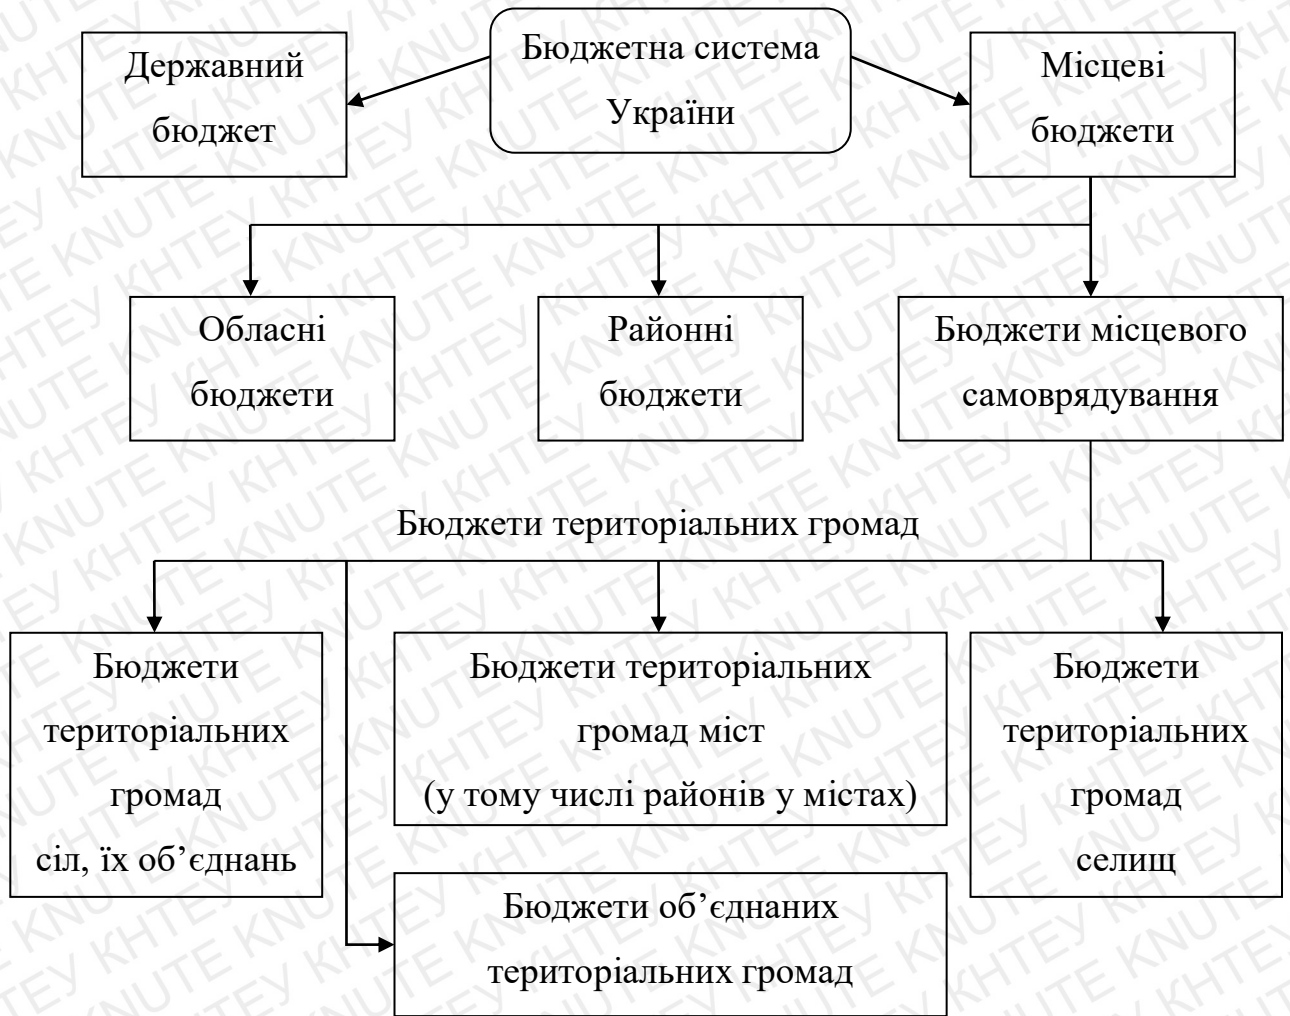 Бюджетна система
України
Державний
бюджет
Місцеві
бюджети
Обласні
бюджети
Районні
бюджети
Бюджети місцевого
самоврядування
Бюджети територіальних громад
Бюджети
територіальних
громад
сіл, їх об’єднань
Бюджети територіальних
громад міст
(у тому числі районів у містах)
Бюджети
територіальних
громад
селищ
Бюджети об’єднаних
територіальних громад
KNUTE КНТЕУ